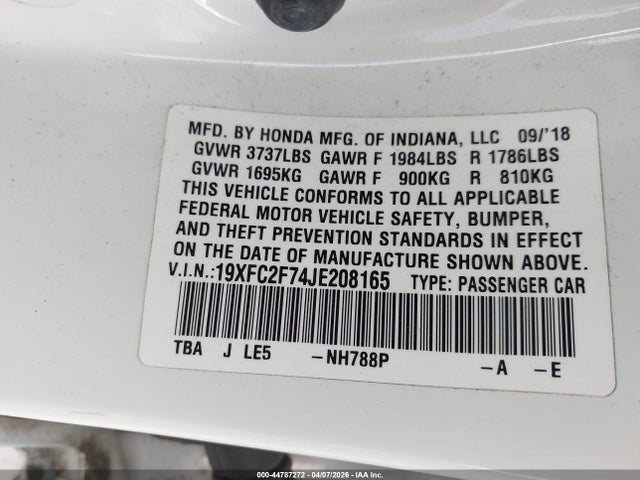 MFD. BY HONDA MFG. OF INDIANA, LLC 09/'18
GVWR 3737LBS GAWR F 1984LBS R 1786LBS
GVWR 1695KG GAWR F 900KG R 810KG
THIS VEHICLE CONFORMS TO ALL APPLICABLE
FEDERAL MOTOR VEHICLE SAFETY, BUMPER,
AND THEFT PREVENTION STANDARDS IN EFFECT
ON THE DATE OF MANUFACTURE SHOWN ABOVE.
V.I.N.:19XFC2F74JE208165 TYPE: PASSENGER CAR
TBA J LE5 -NH788P -A -E
000-44787272 - 04/07/2026 - IAA Inc.